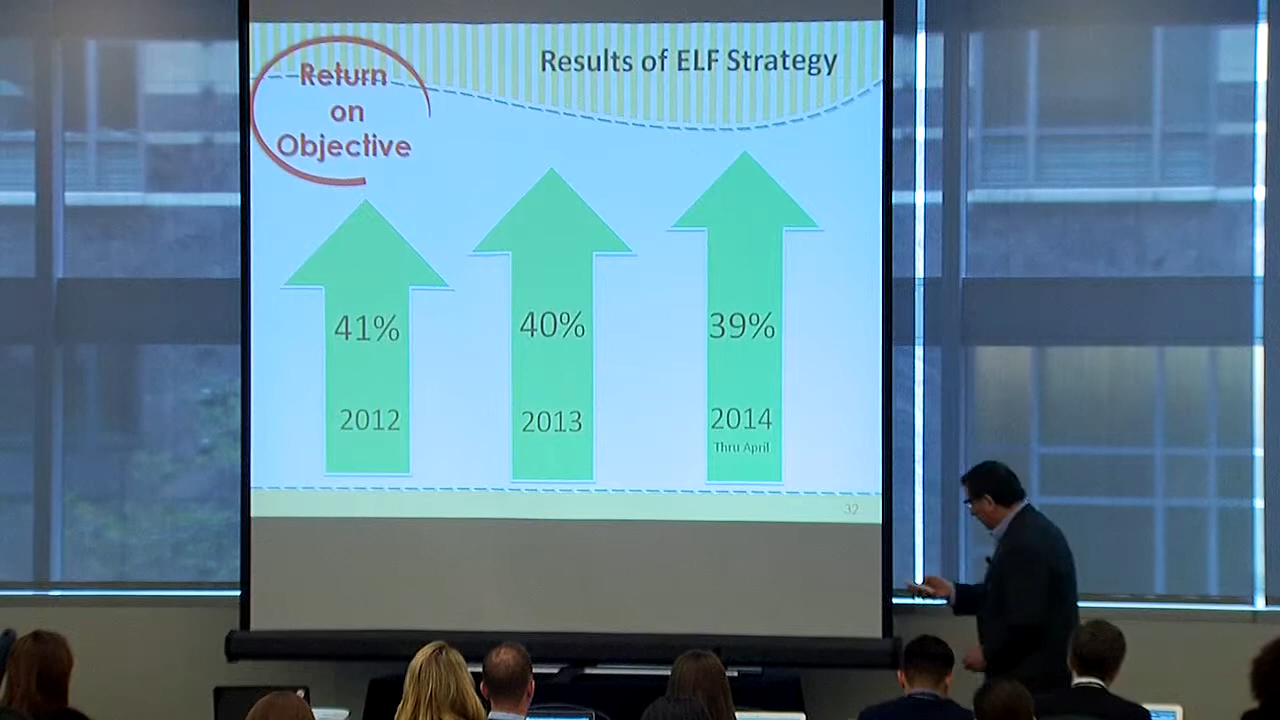 Results of ELF Strategy
Return
on
Objective
41%
2012
40%
2013
39%
2014
Thru April
32